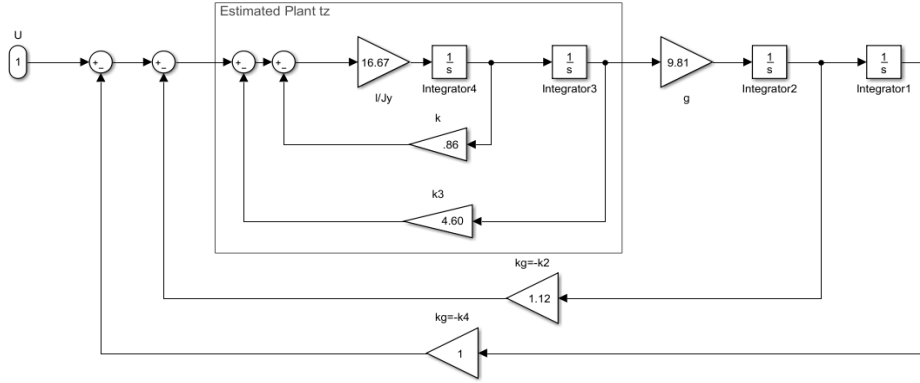 Estimated Plant tz
U
1
+
−
+
−
+
−
+
−
16.67
1
s
1
s
9.81
1
s
1
s
I/Jy
Integrator4
Integrator3
g
Integrator2
Integrator1
k
.86
k3
4.60
kg=-k2
1.12
kg=-k4
1